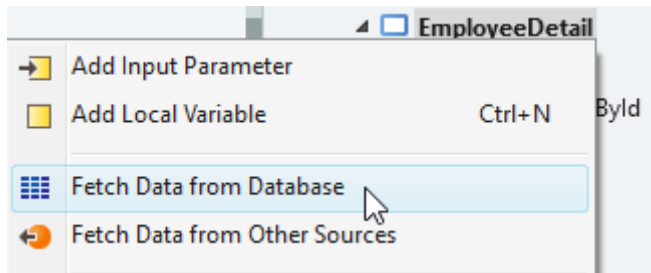 EmployeeDetail
Add Input Parameter
Add Local Variable Ctrl+N
ById
Fetch Data from Database
Fetch Data from Other Sources